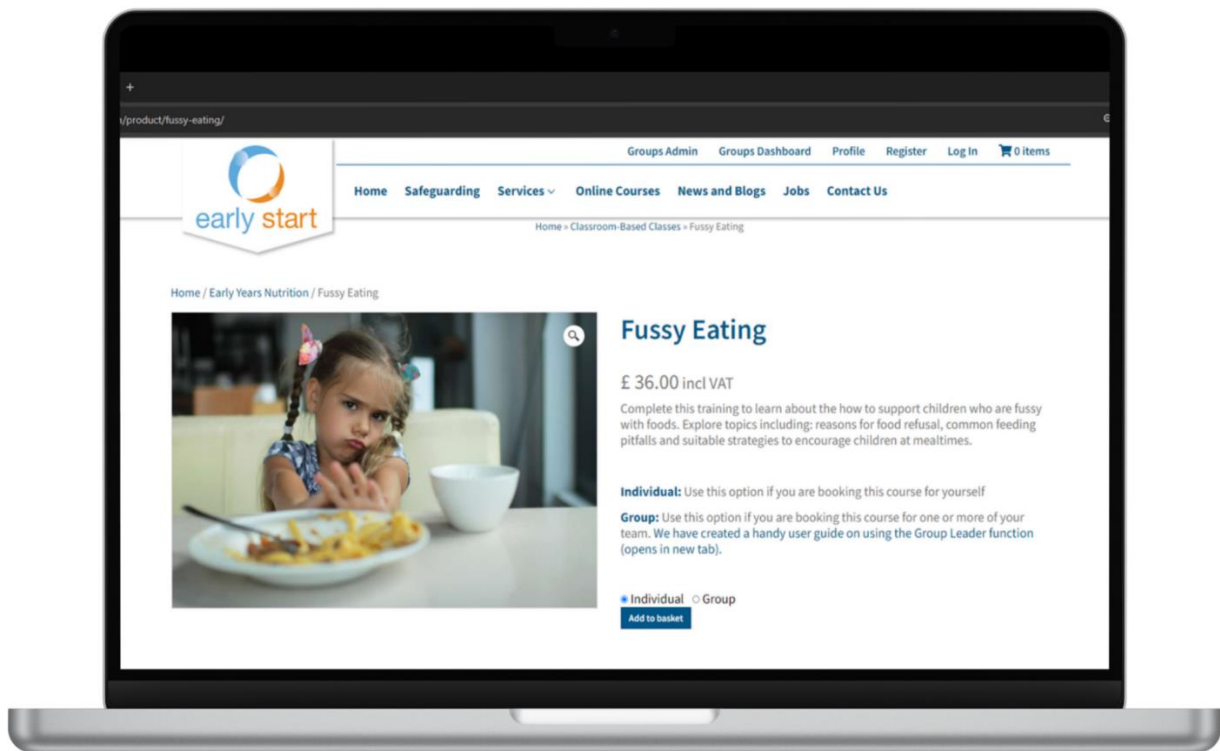 +
/product/fussy-eating/
Groups Admin Groups Dashboard Profile Register Log In 0 items
Home Safeguarding Services Online Courses News and Blogs Jobs Contact Us
early start
Home » Classroom-Based Classes » Fussy Eating
Home / Early Years Nutrition / Fussy Eating
Fussy Eating
£ 36.00 incl VAT
Complete this training to learn about the how to support children who are fussy
with foods. Explore topics including: reasons for food refusal, common feeding
pitfalls and suitable strategies to encourage children at mealtimes.
Individual: Use this option if you are booking this course for yourself
Group: Use this option if you are booking this course for one or more of your
team. We have created a handy user guide on using the Group Leader function
(opens in new tab).
Individual Group
Add to basket